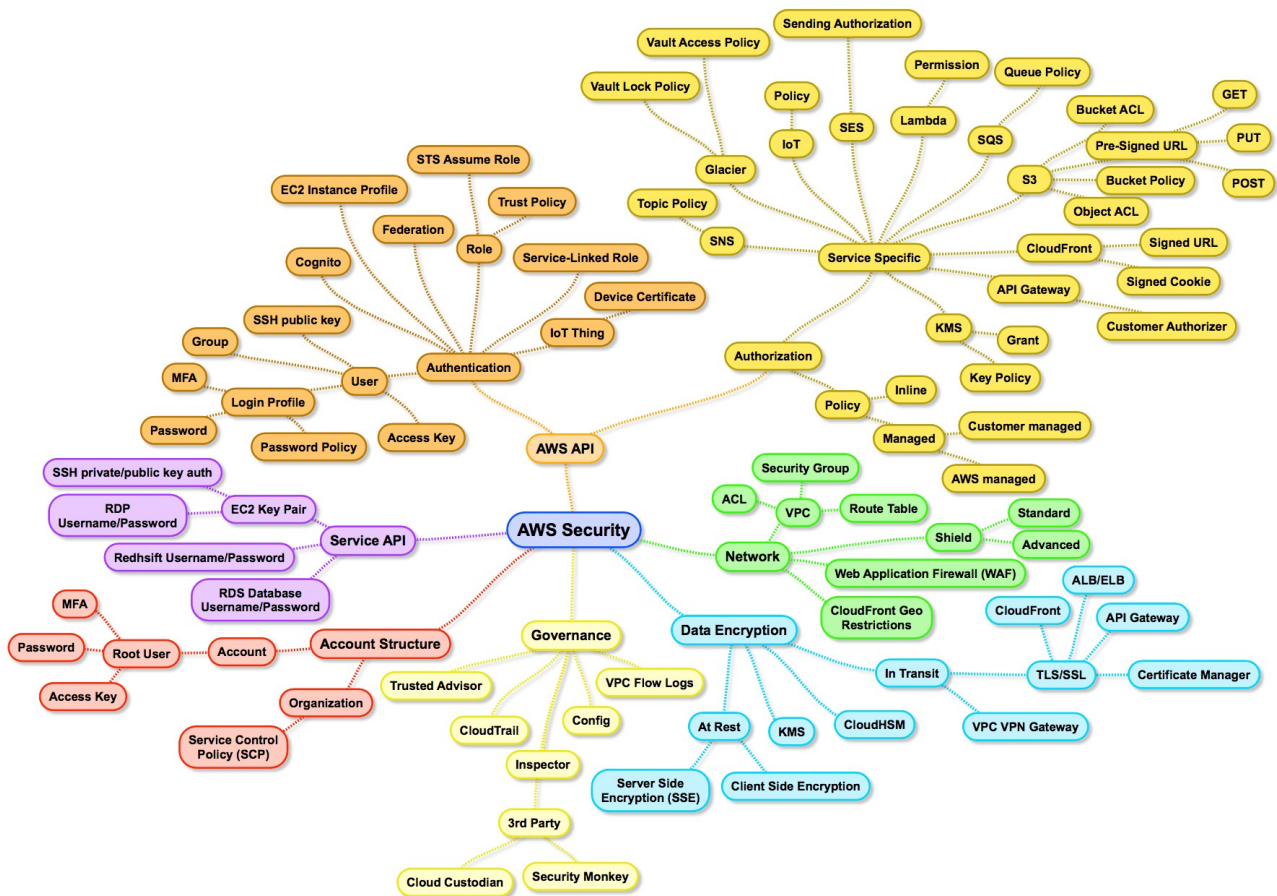 Sending Authorization
Vault Access Policy
Permission
Queue Policy
Vault Lock Policy
Policy
GET
Bucket ACL
SES
Lambda
PUT
IoT
SQS
Pre-Signed URL
STS Assume Role
Glacier
S3
Bucket Policy
POST
EC2 Instance Profile
Trust Policy
Topic Policy
Object ACL
Federation
SNS
Role
CloudFront
Signed URL
Service Specific
Cognito
Service-Linked Role
Signed Cookie
API Gateway
Device Certificate
SSH public key
IoT Thing
KMS
Customer Authorizer
Grant
Group
Authorization
Authentication
MFA
User
Key Policy
Inline
Login Profile
Policy
Password
Customer managed
Access Key
Managed
Password Policy
AWS API
SSH private/public key auth
Security Group
AWS managed
ACL
RDP
Username/Password
EC2 Key Pair
VPC
Route Table
Standard
AWS Security
Service API
Shield
Advanced
Redhsift Username/Password
Network
Web Application Firewall (WAF)
ALB/ELB
RDS Database
Username/Password
MFA
CloudFront Geo
Restrictions
CloudFront
API Gateway
Governance
Data Encryption
Password
Root User
Account
Account Structure
In Transit
TLS/SSL
Certificate Manager
Trusted Advisor
VPC Flow Logs
Access Key
Organization
Config
CloudTrail
At Rest
KMS
CloudHSM
VPC VPN Gateway
Service Control
Policy (SCP)
Inspector
Server Side
Encryption (SSE)
Client Side Encryption
3rd Party
Cloud Custodian
Security Monkey